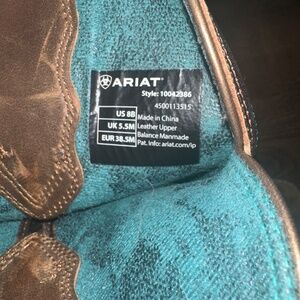 ARIAT
Style: 10042386
4500113515
US 8B Made in China
UK 5.5M Leather Upper
EUR 38.5M Balance Manmade
Pat. Info: ariat.com/ip